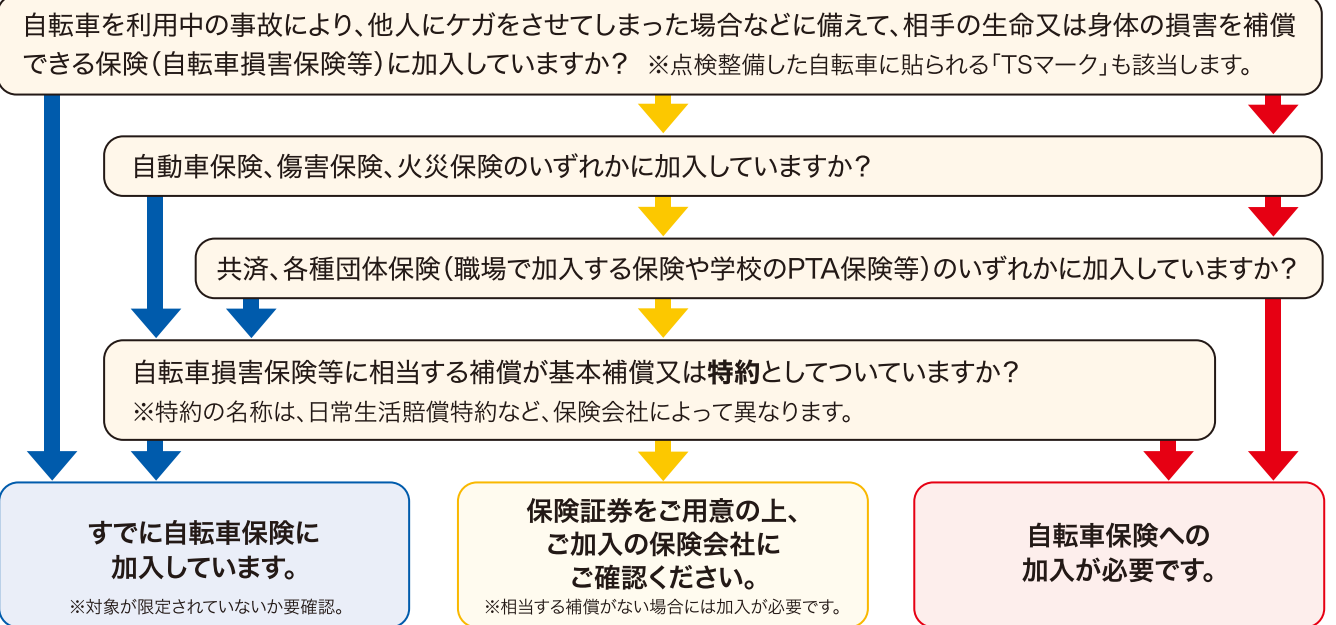 自転車を利用中の事故により、他人にケガをさせてしまった場合などに備えて、相手の生命又は身体の損害を補償
できる保険（自転車損害保険等）に加入していますか？ ※点検整備した自転車に貼られる「TSマーク」も該当します。
自動車保険、傷害保険、火災保険のいずれかに加入していますか？
共済、各種団体保険（職場で加入する保険や学校のPTA保険等）のいずれかに加入していますか？
自転車損害保険等に相当する補償が基本補償又は特約としてついていますか？
※特約の名称は、日常生活賠償特約など、保険会社によって異なります。
すでに自転車保険に
加入しています。
※対象が限定されていないか要確認。
保険証券をご用意の上、
ご加入の保険会社に
ご確認ください。
※相当する補償がない場合には加入が必要です。
自転車保険への
加入が必要です。